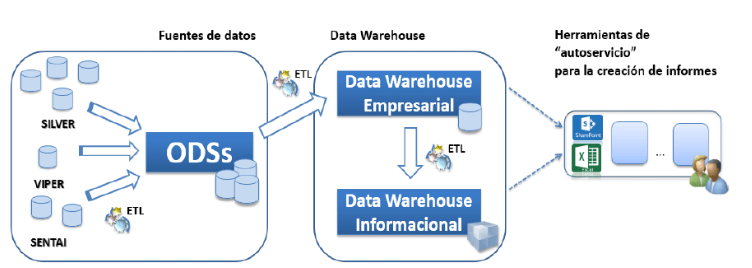 Fuentes de datos
Data Warehouse
Herramientas de
“autoservicio”
para la creación de informes
SILVER
VIPER
SENTAI
ETL
ODSs
ETL
Data Warehouse
Empresarial
ETL
Data Warehouse
Informacional
SharePoint
...